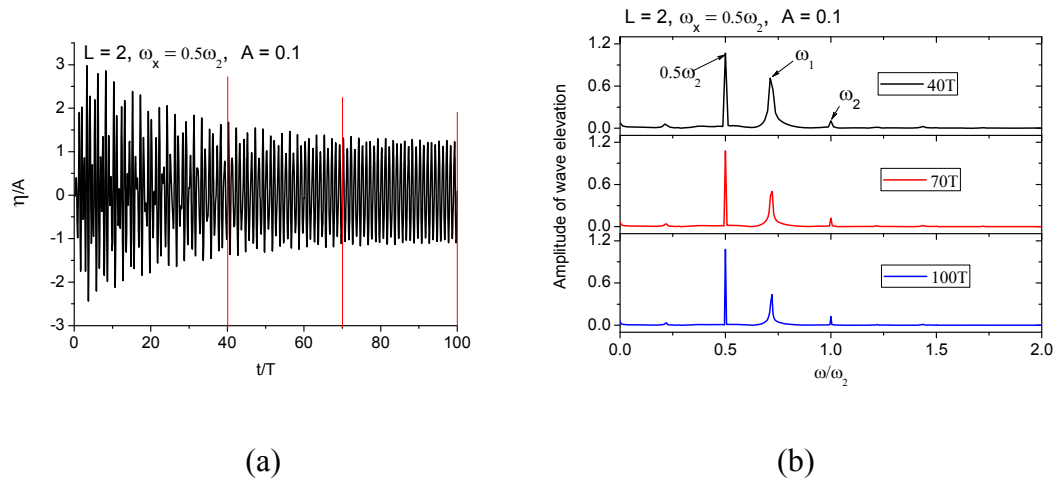 L = 2, ωₓ = 0.5ω₂, A = 0.1
η/A
3
2
1
0
-1
-2
-3
0 20 40 60 80 100
t/T
(a)
L = 2, ωₓ = 0.5ω₂, A = 0.1
Amplitude of wave elevation
1.2
0.6
0.0
0.5ω₂
ω₁
ω₂
40T
1.2
0.6
0.0
70T
1.2
0.6
0.0
100T
0.0 0.5 1.0 1.5 2.0
ω/ω₂
(b)